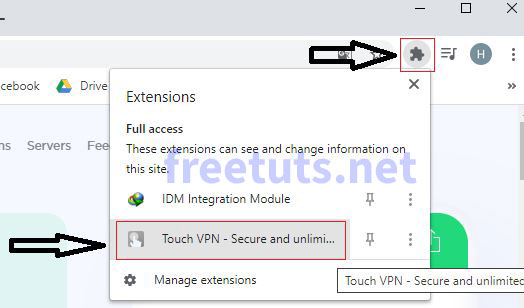 H
cebook
Drive
Extensions
ns Servers Fee
Full access
These extensions can see and change information on
this site.
freetuts.net
IDM Integration Module
Touch VPN - Secure and unlimi...
Manage extensions
Touch VPN - Secure and unlimited